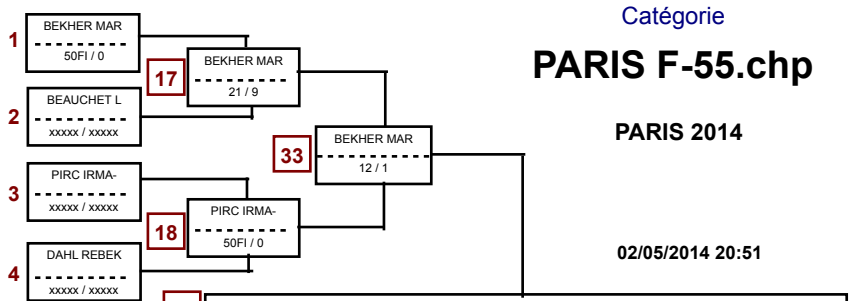 Catégorie
PARIS F-55.chp
PARIS 2014
02/05/2014 20:51
1
BEKHER MAR
50FI / 0
17
BEKHER MAR
21 / 9
2
BEAUCHET L
xxxxx / xxxxx
33
BEKHER MAR
12 / 1
3
PIRC IRMA-
xxxxx / xxxxx
18
PIRC IRMA-
50FI / 0
4
DAHL REBEK
xxxxx / xxxxx